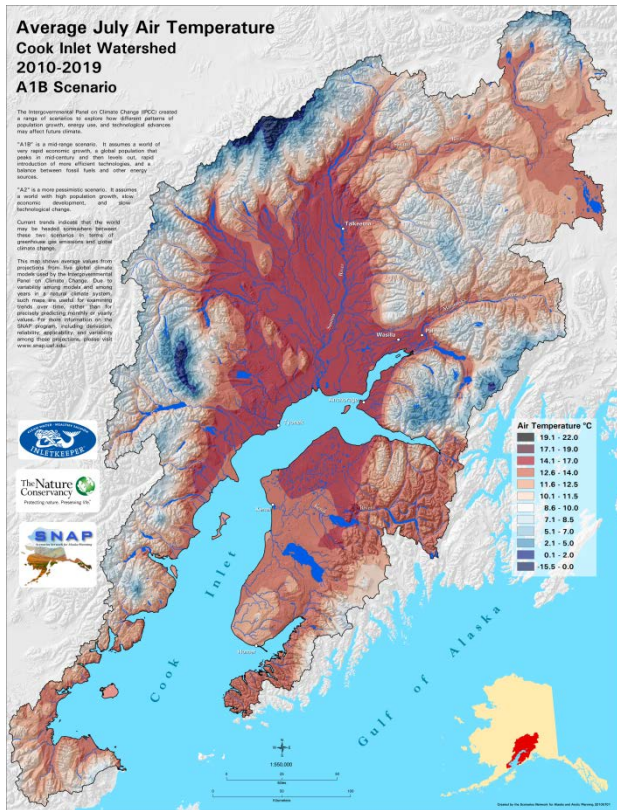 Average July Air Temperature
Cook Inlet Watershed
2010-2019
A1B Scenario
The Intergovernmental Panel on Climate Change (IPCC) created
a range of scenarios to explore how different patterns of
population growth, energy use, and technological advances
may affect future climate.
"A1B" is a mid-range scenario. It assumes a world
of very rapid economic growth, a global population that
peaks in mid-century and then levels out, rapid
introduction of more efficient technologies, and a
balance between fossil fuels and other energy
sources.
"A2" is a more pessimistic scenario. It assumes
a world with high population growth, slow
economic development, and slow
technological change.
Current trends indicate that the world
may be headed somewhere between
these two scenarios in terms of
greenhouse gas emissions and global
climate change.
This map shows average values from
projections from five global climate
models used by the Intergovernmental
Panel on Climate Change. Due to
variability among models and among
years in a natural climate system,
such maps are useful for examining
trends over time, rather than for
precisely predicting monthly or yearly
values. For more information on the
SNAP program, including derivation,
reliability, applicability, and variability
among these projections, please visit
www.snap.uaf.edu.
Talkeetna
Wasilla
Anchorage
Tyonek
Kenai
Homer
INLETKEEPER
The Nature
Conservancy
Protecting nature. Preserving life.
SNAP
Cook Inlet
Gulf of Alaska
Air Temperature °C
19.1 - 22.0
17.1 - 19.0
14.1 - 17.0
12.6 - 14.0
11.6 - 12.5
10.1 - 11.5
8.6 - 10.0
7.1 - 8.5
5.1 - 7.0
2.1 - 5.0
0.1 - 2.0
-15.5 - 0.0
1:550,000
Miles
Kilometers